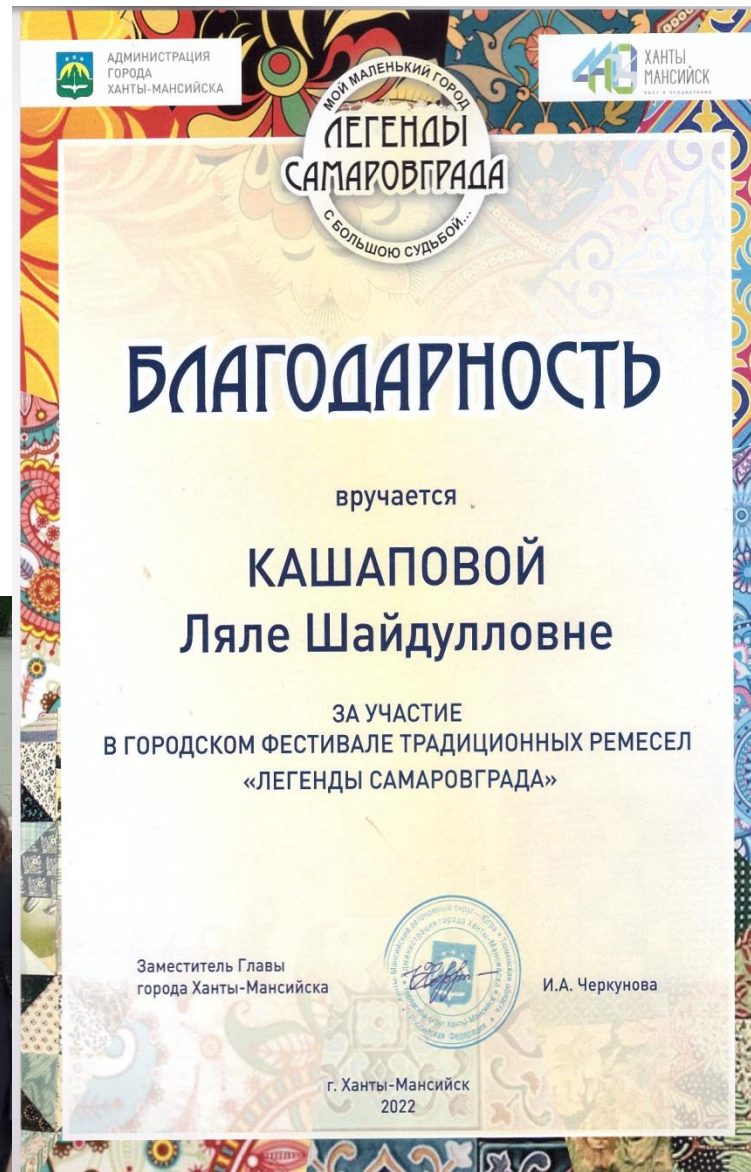 АДМИНИСТРАЦИЯ
ГОРОДА
ХАНТЫ-МАНСИЙСКА
ХАНТЫ
МАНСИЙСК
МОЙ МАЛЕНЬКИЙ ГОРОД
ЛЕГЕНДЫ
САМАРОВГРАДА
С БОЛЬШОЮ СУДЬБОЙ...
БЛАГОДАРНОСТЬ
вручается
КАШАПОВОЙ
Ляле Шайдулловне
ЗА УЧАСТИЕ
В ГОРОДСКОМ ФЕСТИВАЛЕ ТРАДИЦИОННЫХ РЕМЕСЕЛ
«ЛЕГЕНДЫ САМАРОВГРАДА»
Заместитель Главы
города Ханты-Мансийска
И.А. Черкунова
г. Ханты-Мансийск
2022